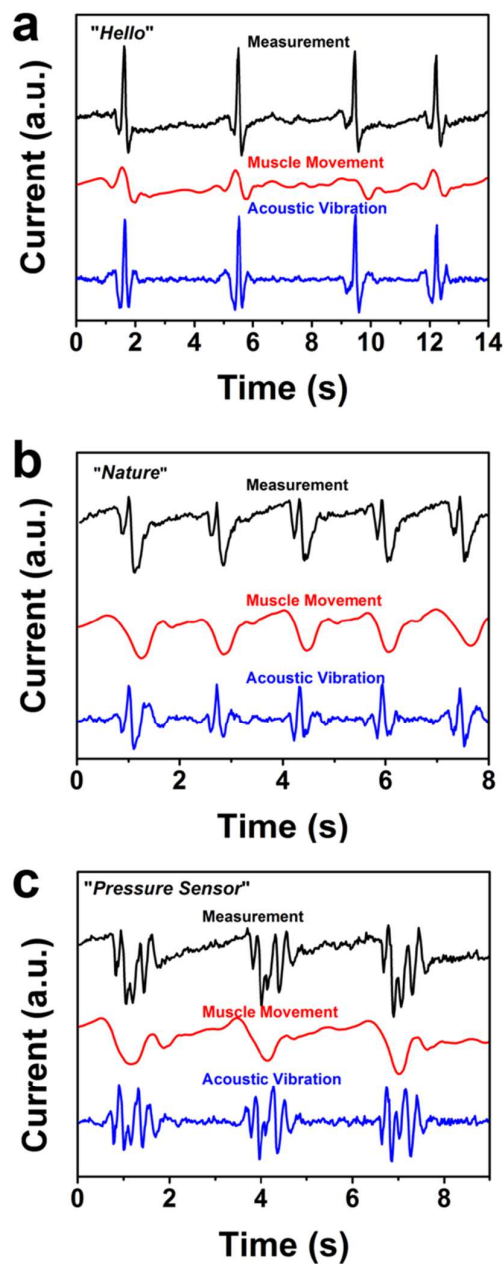 a
"Hello"
Measurement
Muscle Movement
Acoustic Vibration
Current (a.u.)
0 2 4 6 8 10 12 14
Time (s)
b
"Nature"
Measurement
Muscle Movement
Acoustic Vibration
Current (a.u.)
0 2 4 6 8
Time (s)
c
"Pressure Sensor"
Measurement
Muscle Movement
Acoustic Vibration
Current (a.u.)
0 2 4 6 8
Time (s)